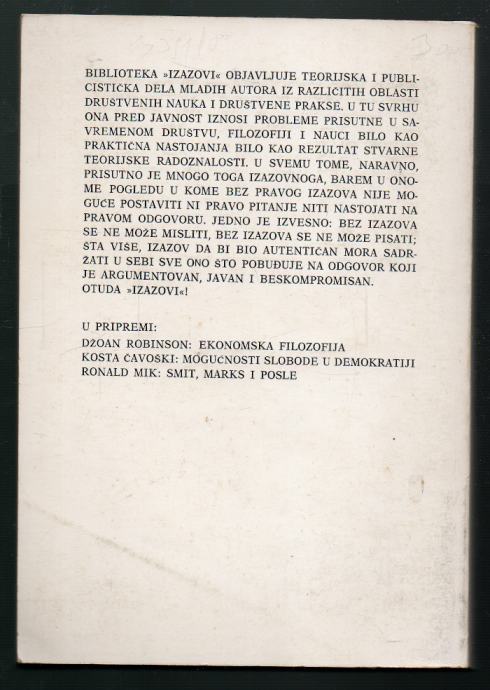 BIBLIOTEKA »IZAZOVI« OBJAVLJUJE TEORIJSKA I PUBLI-
CISTIČKA DELA MLADIH AUTORA IZ RAZLIČITIH OBLASTI
DRUŠTVENIH NAUKA I DRUŠTVENE PRAKSE. U TU SVRHU
ONA PRED JAVNOST IZNOSI PROBLEME PRISUTNE U SA-
VREMENOM DRUŠTVU, FILOZOFIJI I NAUCI BILO KAO
PRAKTIČNA NASTOJANJA BILO KAO REZULTAT STVARNE
TEORIJSKE RADOZNALOSTI. U SVEMU TOME, NARAVNO,
PRISUTNO JE MNOGO TOGA IZAZOVNOGA, BAREM U ONO-
ME POGLEDU U KOME BEZ PRAVOG IZAZOVA NIJE MO-
GUĆE POSTAVITI NI PRAVO PITANJE NITI NASTOJATI NA
PRAVOM ODGOVORU. JEDNO JE IZVESNO: BEZ IZAZOVA
SE NE MOŽE MISLITI, BEZ IZAZOVA SE NE MOŽE PISATI;
ŠTA VIŠE, IZAZOV DA BI BIO AUTENTIČAN MORA SADR-
ŽATI U SEBI SVE ONO ŠTO POBUĐUJE NA ODGOVOR KOJI
JE ARGUMENTOVAN, JAVAN I BESKOMPROMISAN.
OTUDA »IZAZOVI«!
U PRIPREMI:
DŽOAN ROBINSON: EKONOMSKA FILOZOFIJA
KOSTA ČAVOŠKI: MOGUĆNOSTI SLOBODE U DEMOKRATIJI
RONALD MIK: SMIT, MARKS I POSLE